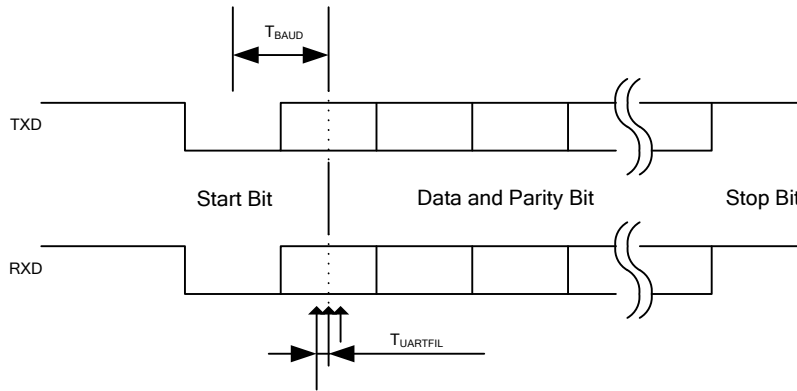 TBAUD
TXD
Start Bit
Data and Parity Bit
Stop Bit
RXD
TUARTFIL